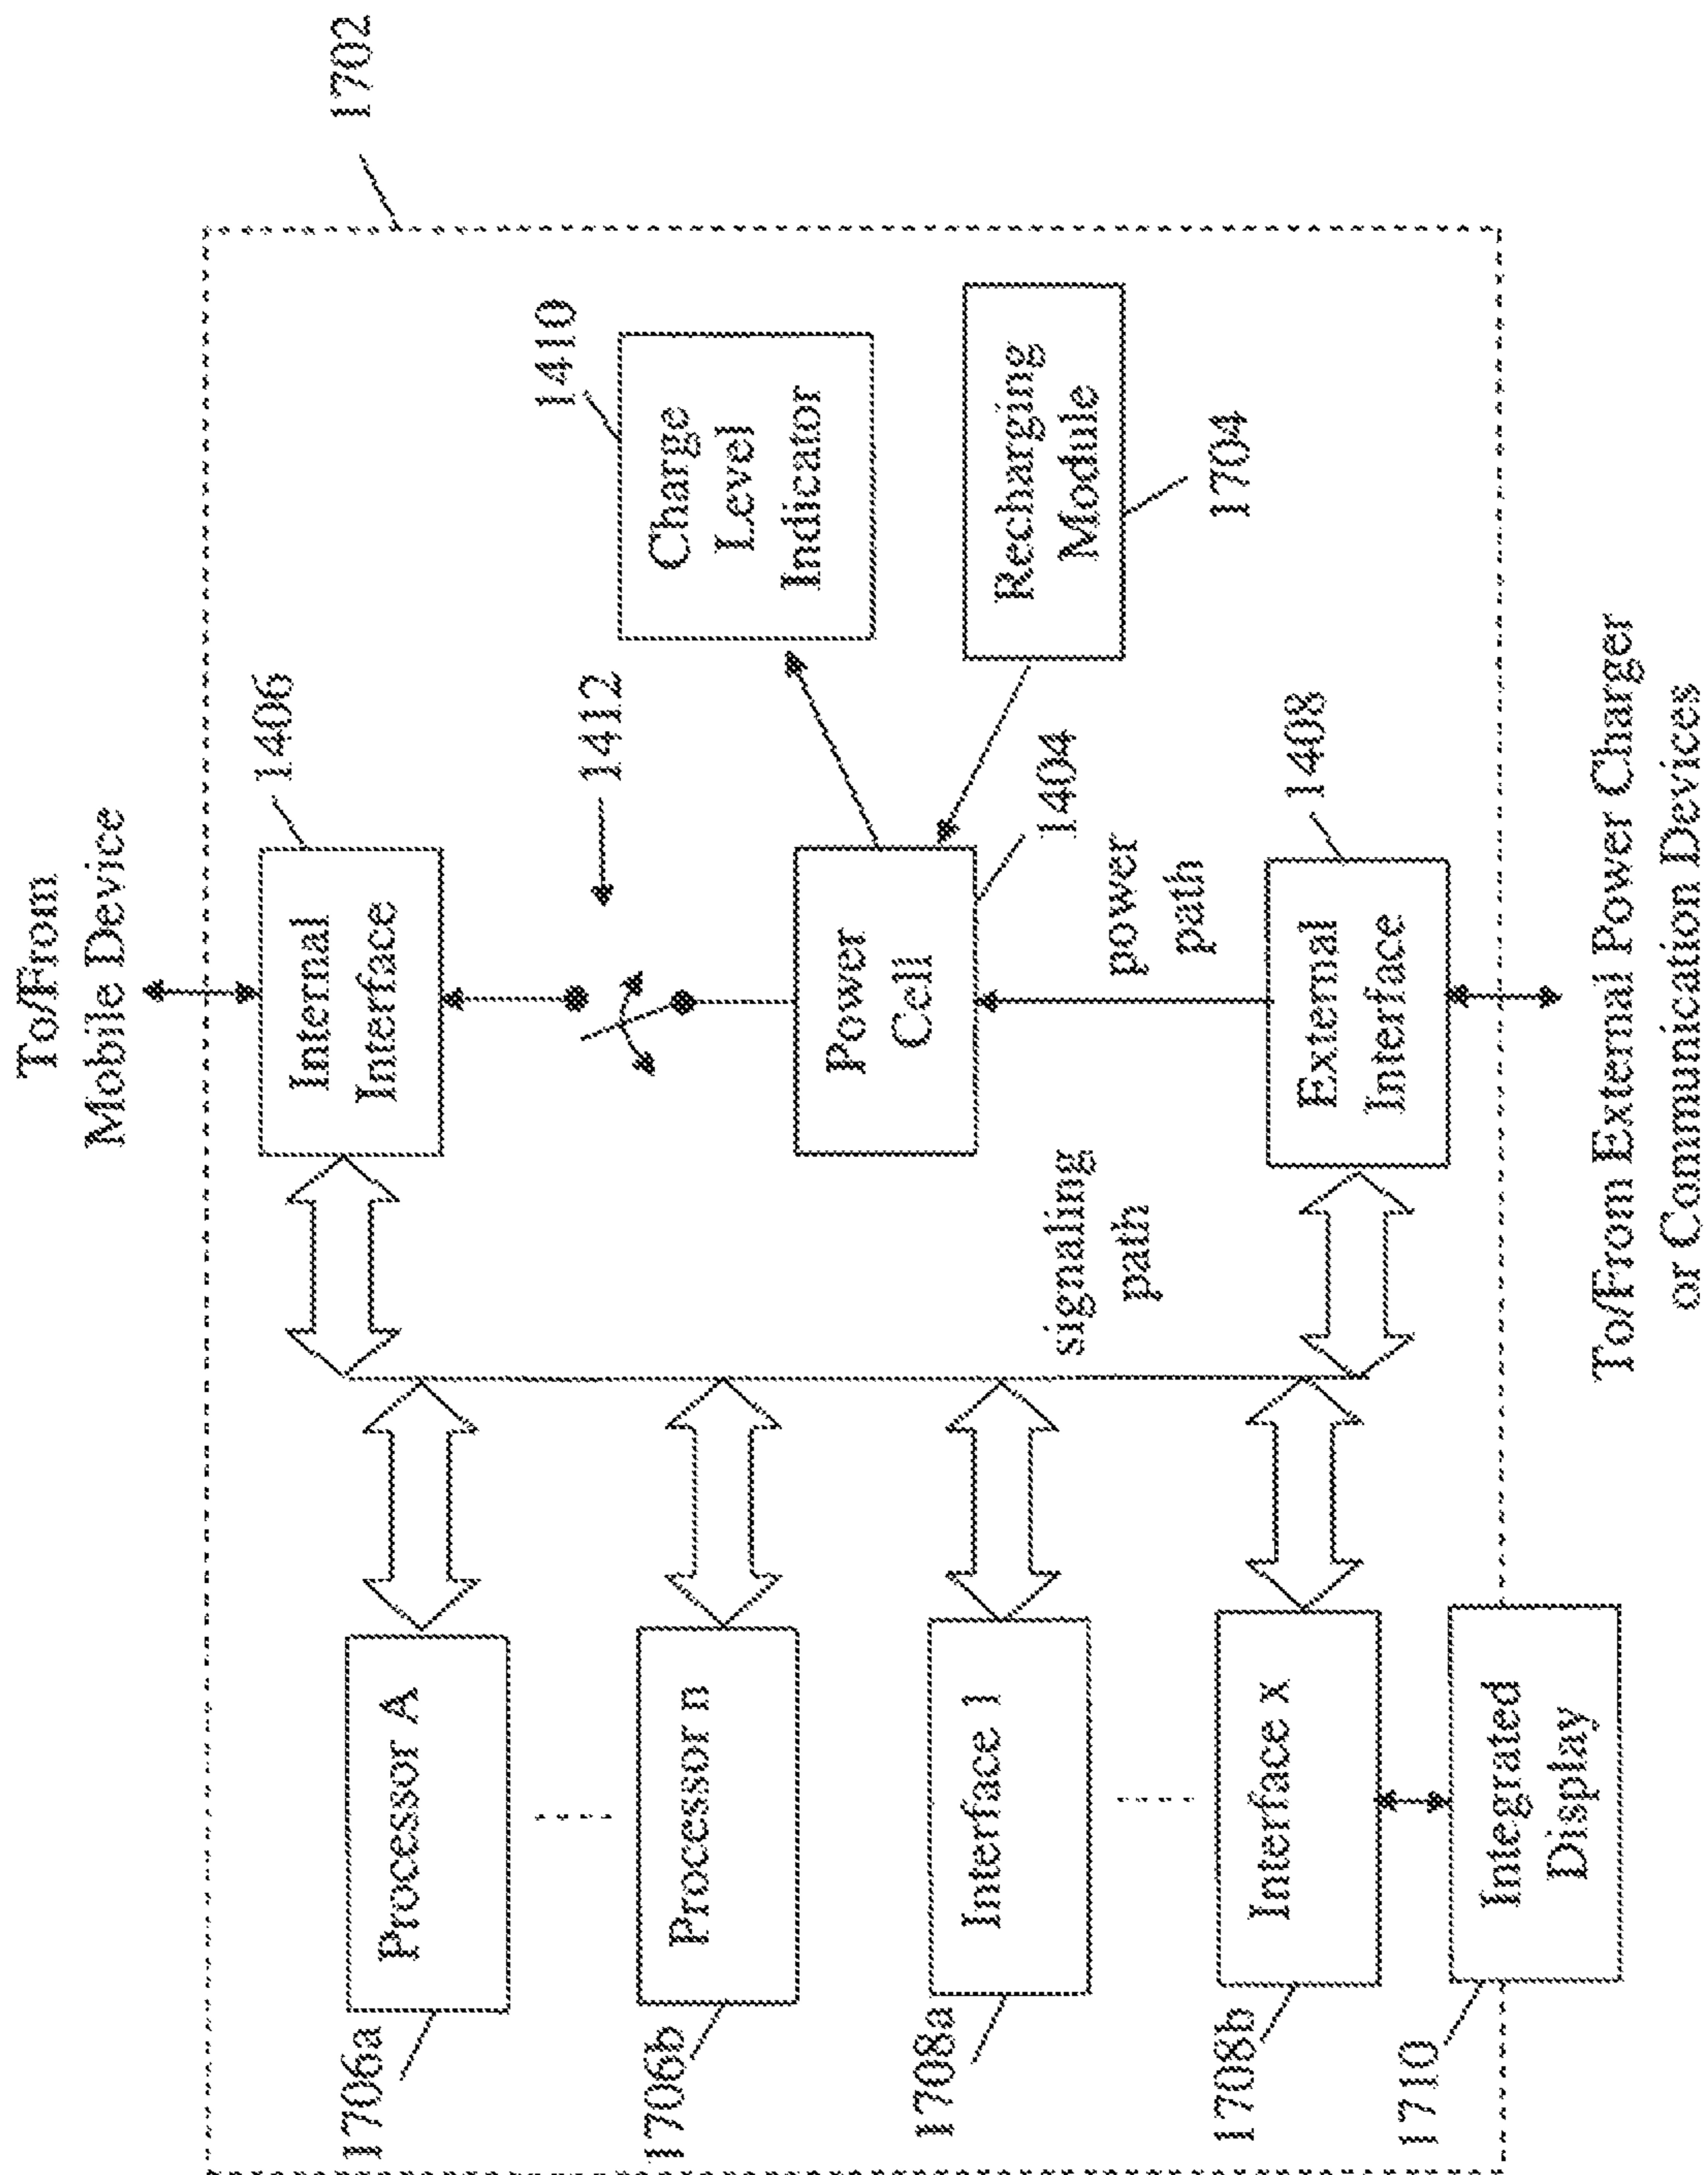 To/From
Mobile Device
1702
1406
Internal
Interface
1410
1412
Charge
Level
Indicator
Processor A
1706a
Processor n
1706b
Power
Cell
1404
Recharging
Module
1704
signaling
path
power
path
Interface 1
1708a
Interface x
1708b
External
Interface
1408
Integrated
Display
1710
To/From External Power Charger
or Communication Devices